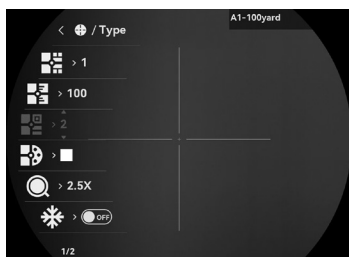 A1-100yard
< / Type
> 1
> 100
> 2
>
> 2.5X
> OFF
1/2